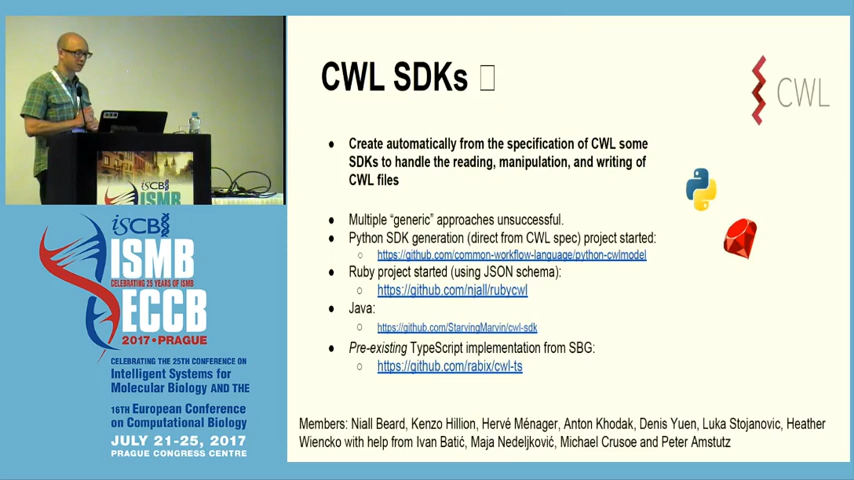 CWL SDKs
CWL
Create automatically from the specification of CWL some
SDKs to handle the reading, manipulation, and writing of
CWL files
Multiple “generic” approaches unsuccessful.
Python SDK generation (direct from CWL spec) project started:
https://github.com/common-workflow-language/python-cwlmodel
Ruby project started (using JSON schema):
https://github.com/njall/rubycwl
Java:
https://github.com/StarvingMarvin/cwl-sdk
Pre-existing TypeScript implementation from SBG:
https://github.com/rabix/cwl-ts
Members: Niall Beard, Kenzo Hillion, Hervé Ménager, Anton Khodak, Denis Yuen, Luka Stojanovic, Heather
Wiencko with help from Ivan Batić, Maja Nedeljković, Michael Crusoe and Peter Amstutz
iSCB
ISMB
iSCB
ISMB
CELEBRATING 25 YEARS OF ISMB
ECCB
2017 • PRAGUE
CELEBRATING THE 25TH CONFERENCE ON
Intelligent Systems for
Molecular Biology AND THE
16TH European Conference
on Computational Biology
JULY 21-25, 2017
PRAGUE CONGRESS CENTRE